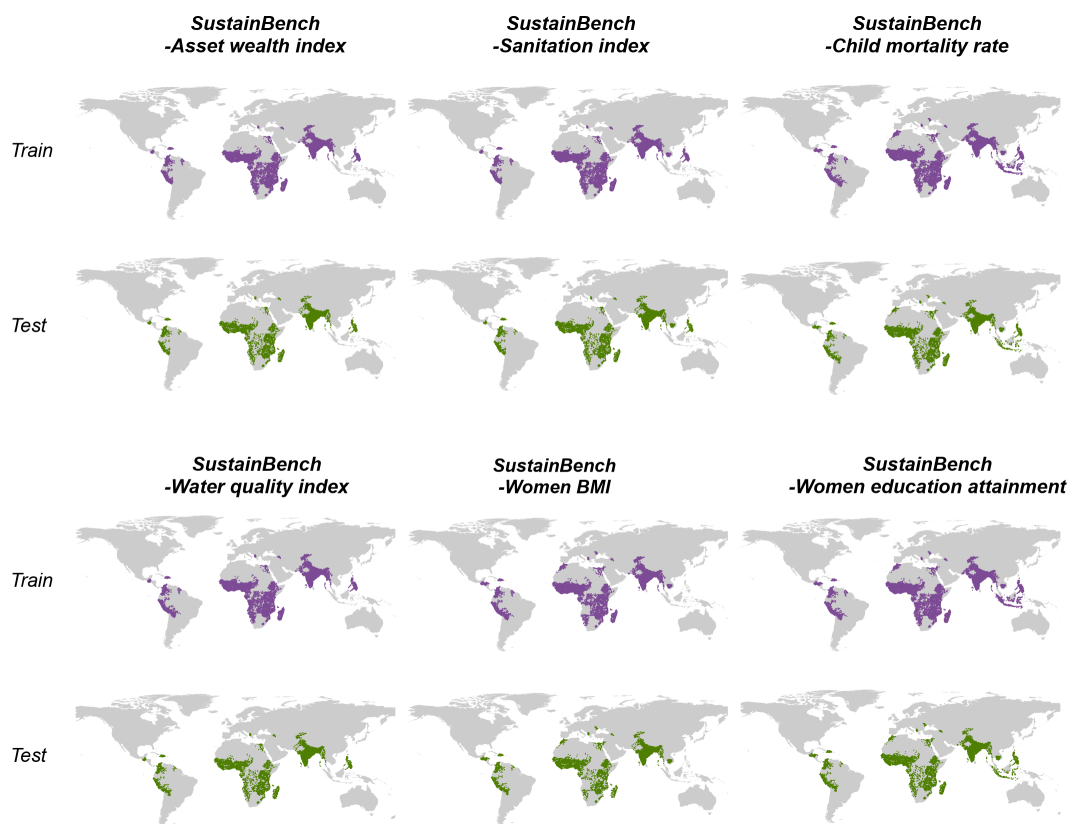 SustainBench
-Asset wealth index
SustainBench
-Sanitation index
SustainBench
-Child mortality rate
Train
Test
SustainBench
-Water quality index
SustainBench
-Women BMI
SustainBench
-Women education attainment
Train
Test